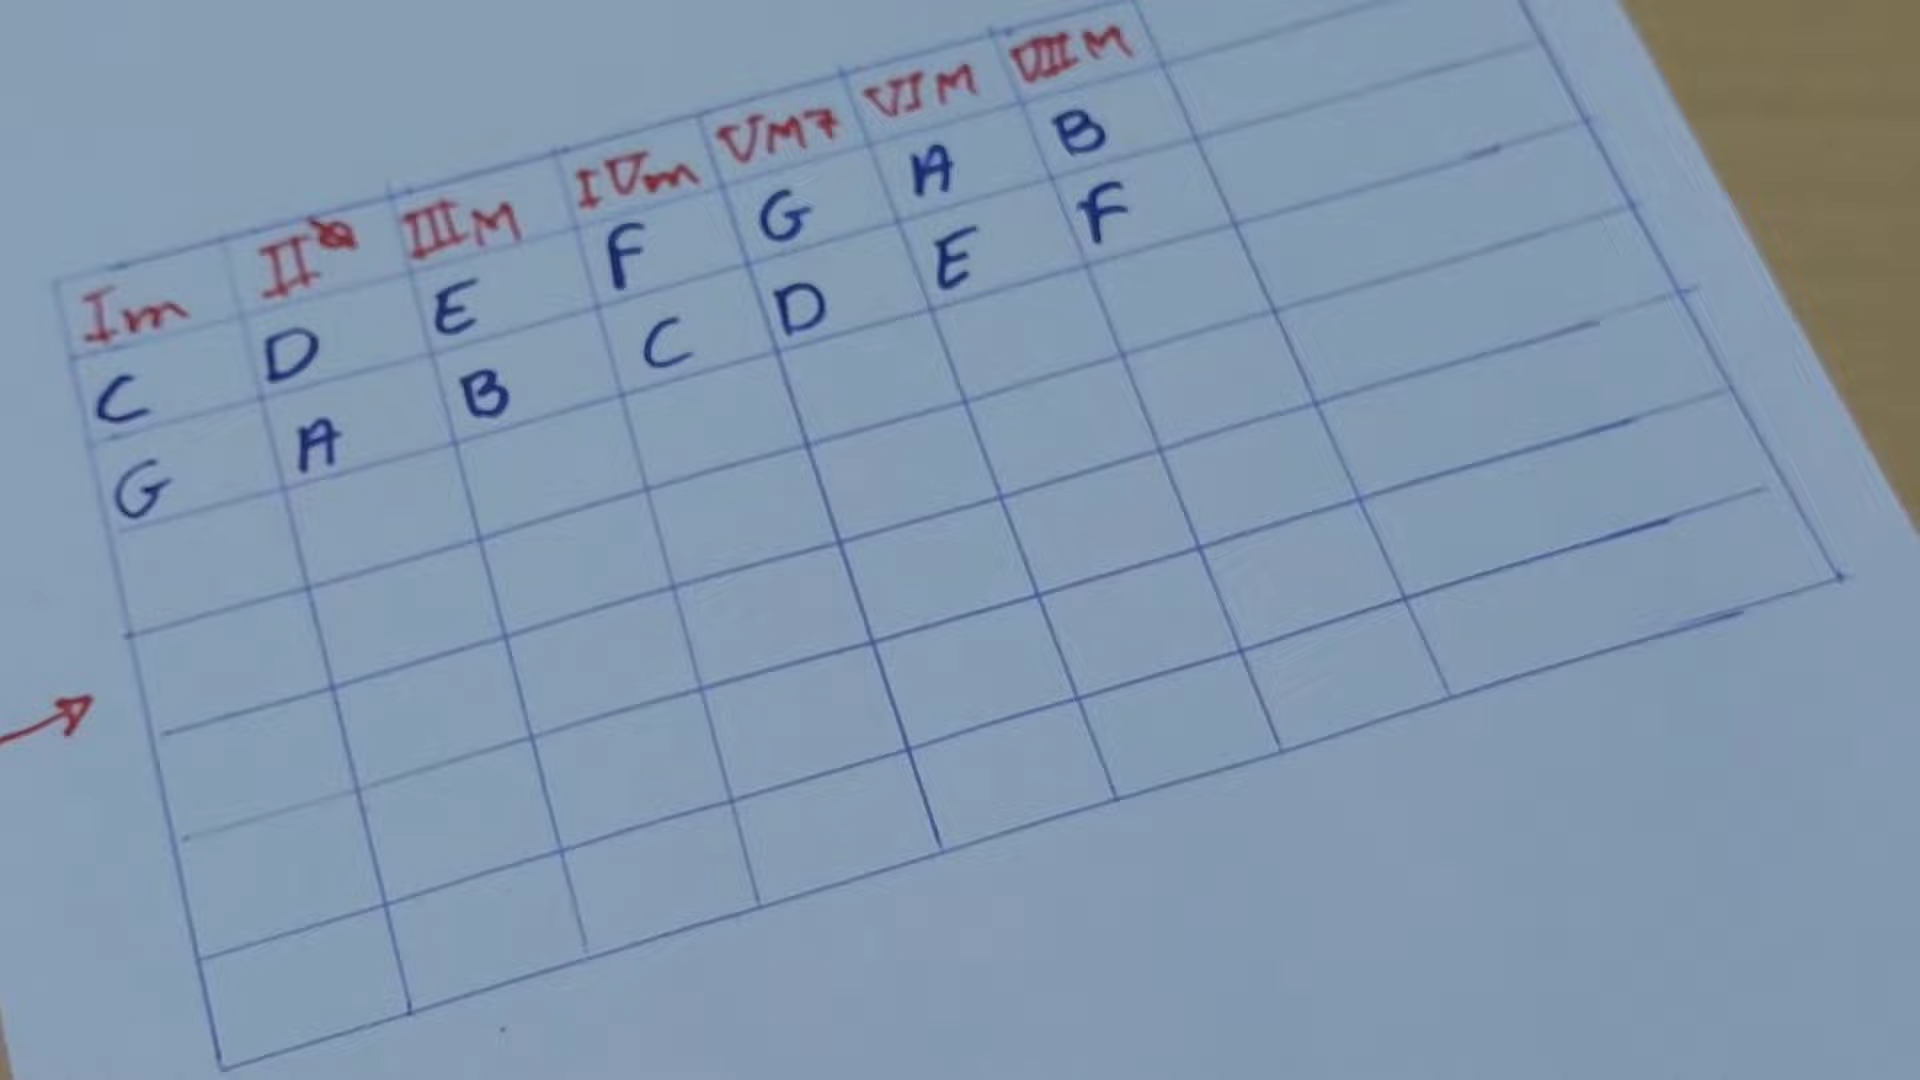 Im II° IIIM IVm VM7 VIM VIIM
C D E F G A B
G A B C D E F